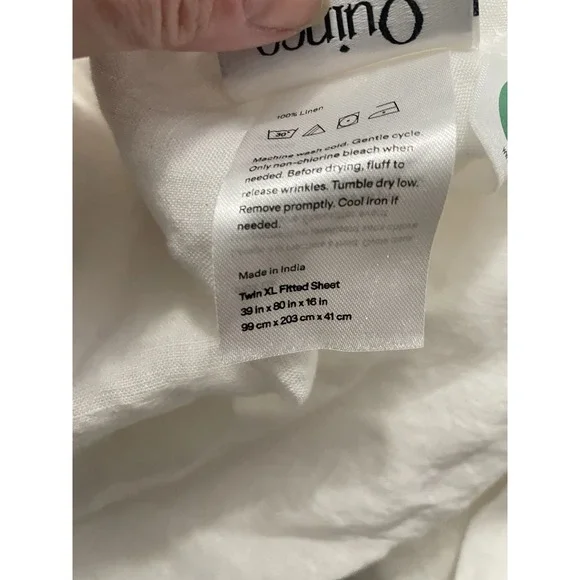 Quince
100% Linen
30°
Machine wash cold. Gentle cycle.
Only non-chlorine bleach when
needed. Before drying, fluff to
release wrinkles. Tumble dry low.
Remove promptly. Cool iron if
needed.
Made in India
Twin XL Fitted Sheet
39 in x 80 in x 16 in
99 cm x 203 cm x 41 cm